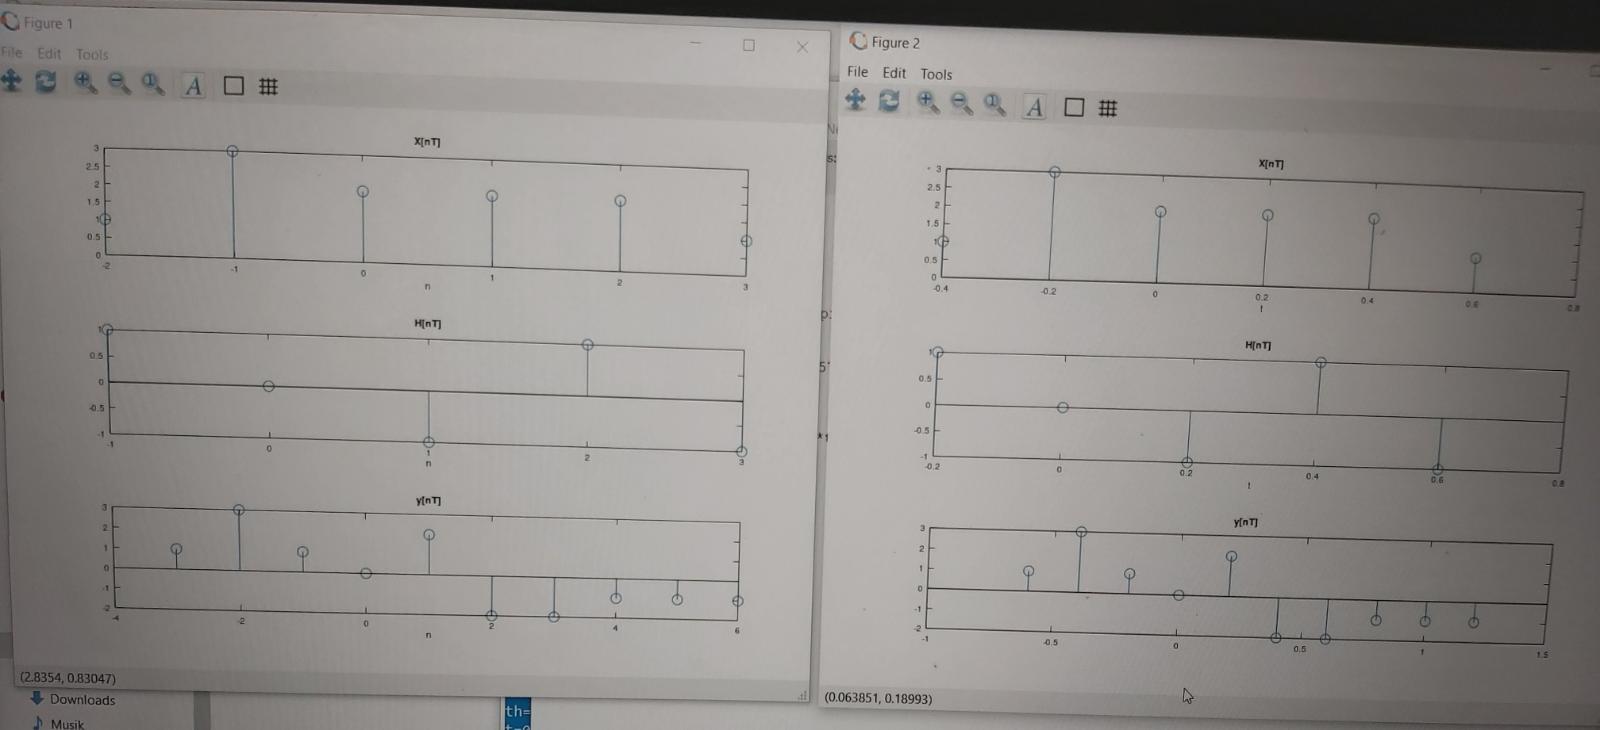 Figure 1
File Edit Tools
X[nT]
3
2.5
2
1.5
1
0.5
0
-2 -1 0 1 2 3
n
H[nT]
1
0.5
0
-0.5
-1
-1 0 1 2 3
n
y[nT]
3
2
1
0
-1
-2
-4 -2 0 2 4 6
n
(2.8354, 0.83047)
Downloads
Musik
th=
Figure 2
File Edit Tools
X[nT]
3
2.5
2
1.5
1
0.5
0
-0.4 -0.2 0 0.2 0.4 0.6 0.8
t
H[nT]
1
0.5
0
-0.5
-1
-0.2 0 0.2 0.4 0.6 0.8
t
y[nT]
3
2
1
0
-1
-2
-1 -0.5 0 0.5 1 1.5
t
(0.063851, 0.18993)